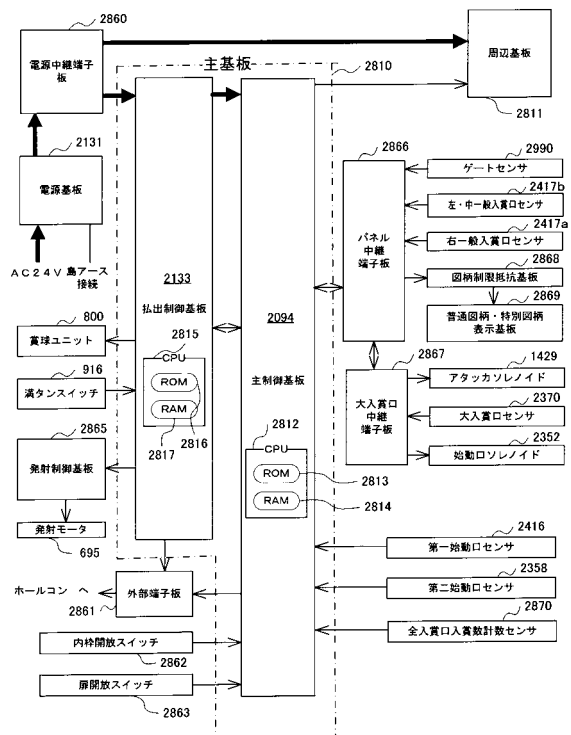 2860
電源中継端子
板
主基板
2810
周辺基板
2811
2131
電源基板
AC24V 島アース
接続
2866
パネル
中継
端子板
2990
ゲートセンサ
2417b
左・中一般入賞口センサ
2417a
右一般入賞口センサ
2868
図柄制限抵抗基板
2869
普通図柄・特別図柄
表示基板
2133
払出制御基板
2815
CPU
ROM
RAM
2816
2817
2094
主制御基板
2812
CPU
ROM
RAM
2813
2814
800
賞球ユニット
916
満タンスイッチ
2865
発射制御基板
発射モータ
695
2867
大入賞口
中継
端子板
1429
アタッカソレノイド
2370
大入賞口センサ
2352
始動口ソレノイド
2416
第一始動口センサ
2358
第二始動口センサ
2870
全入賞口入賞数計数センサ
ホールコン へ
外部端子板
2861
内枠開放スイッチ
2862
扉開放スイッチ
2863